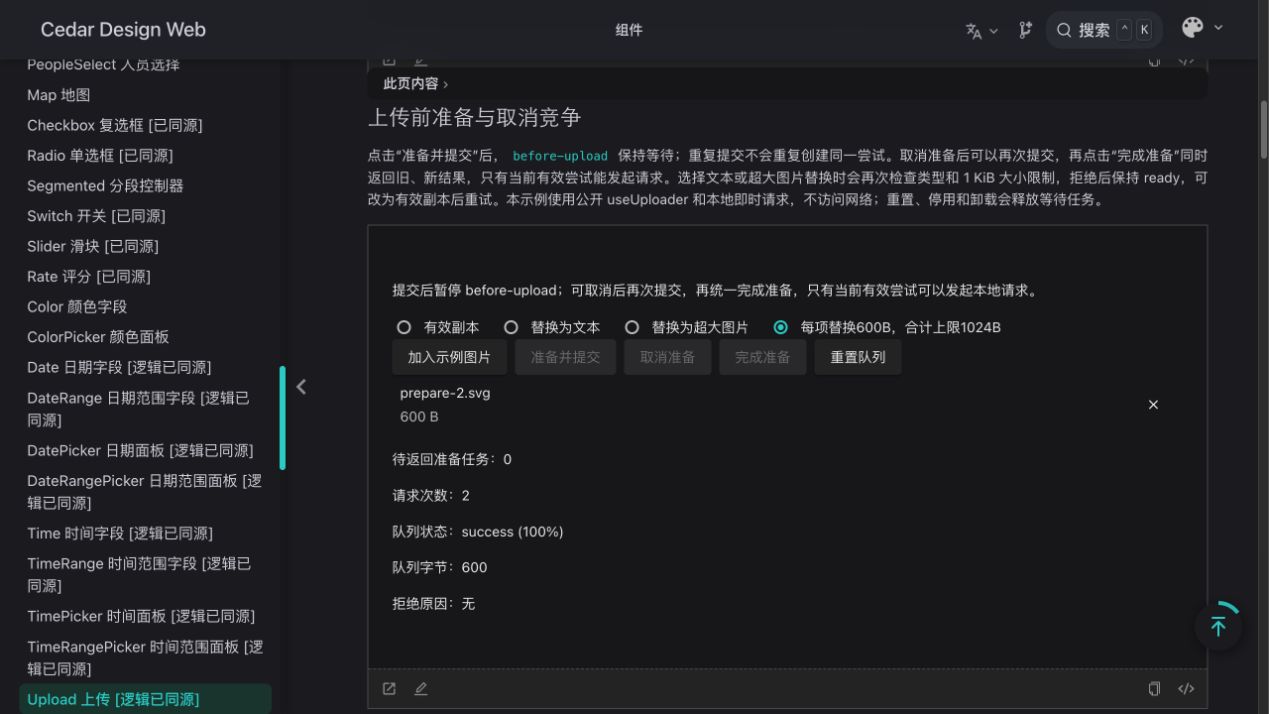 Cedar Design Web
组件
搜索 ^ K
PeopleSelect 人员选择
Map 地图
Checkbox 复选框 [已同源]
Radio 单选框 [已同源]
Segmented 分段控制器
Switch 开关 [已同源]
Slider 滑块 [已同源]
Rate 评分 [已同源]
Color 颜色字段
ColorPicker 颜色面板
Date 日期字段 [逻辑已同源]
DateRange 日期范围字段 [逻辑已
同源]
DatePicker 日期面板 [逻辑已同源]
DateRangePicker 日期范围面板 [逻
辑已同源]
Time 时间字段 [逻辑已同源]
TimeRange 时间范围字段 [逻辑已
同源]
TimePicker 时间面板 [逻辑已同源]
TimeRangePicker 时间范围面板 [逻
辑已同源]
Upload 上传 [逻辑已同源]
此页内容 ›
上传前准备与取消竞争
点击“准备并提交”后， before-upload 保持等待；重复提交不会重复创建同一尝试。取消准备后可以再次提交，再点击“完成准备”同时
返回旧、新结果，只有当前有效尝试能发起请求。选择文本或超大图片替换时会再次检查类型和 1 KiB 大小限制，拒绝后保持 ready，可
改为有效副本后重试。本示例使用公开 useUploader 和本地即时请求，不访问网络；重置、停用和卸载会释放等待任务。
提交后暂停 before-upload；可取消后再次提交，再统一完成准备，只有当前有效尝试可以发起本地请求。
有效副本 替换为文本 替换为超大图片 每项替换600B，合计上限1024B
加入示例图片 准备并提交 取消准备 完成准备 重置队列
prepare-2.svg
600 B
待返回准备任务：0
请求次数：2
队列状态：success (100%)
队列字节：600
拒绝原因：无